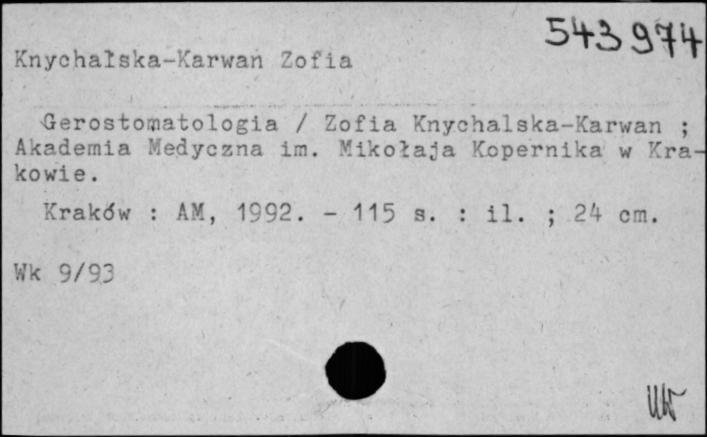 543974
Knychalska-Karwan Zofia
Gerostomatologia / Zofia Knychalska-Karwan ;
Akademia Medyczna im. Mikołaja Kopernika w Kra-
kowie.
Kraków : AM, 1992. - 115 s. : il. ; 24 cm.
Wk 9/93